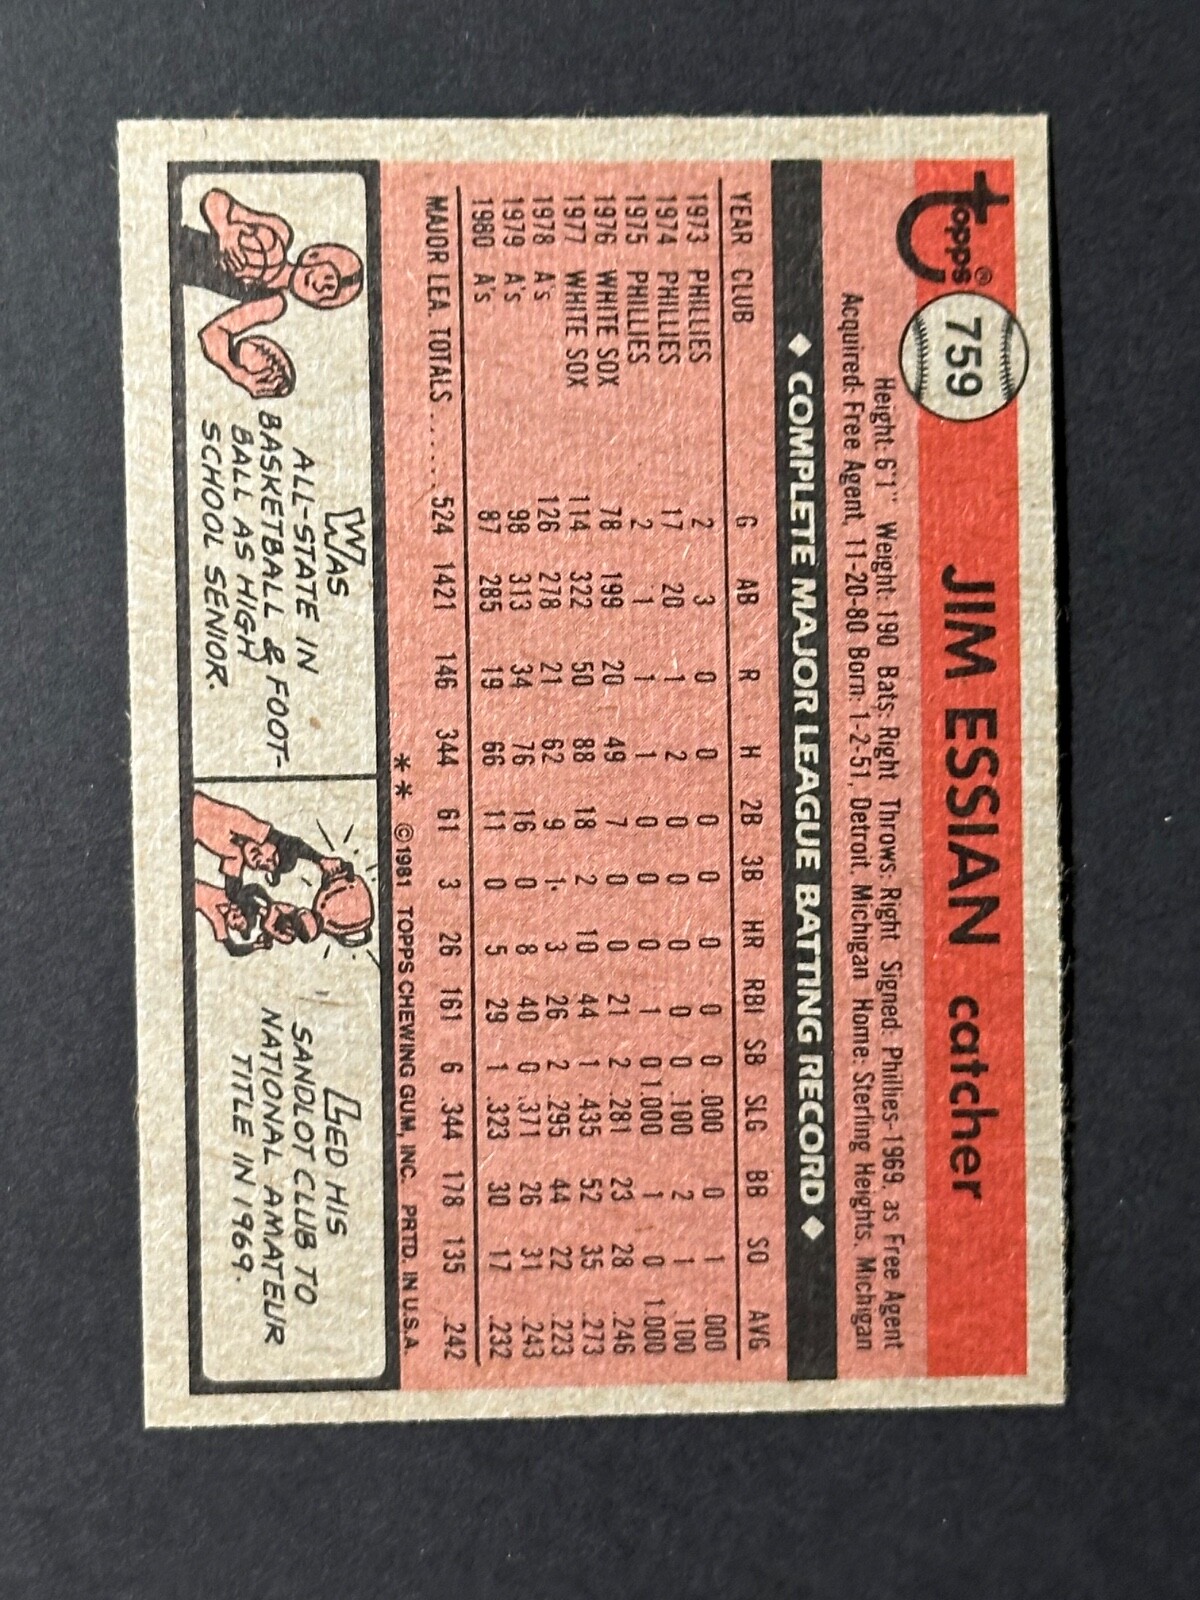 Topps®
759
JIM ESSIAN catcher
Height: 6'1" Weight: 190 Bats: Right Throws: Right Signed: Phillies-1969, as Free Agent
Acquired: Free Agent, 11-20-80 Born: 1-2-51, Detroit, Michigan Home: Sterling Heights, Michigan
◆ COMPLETE MAJOR LEAGUE BATTING RECORD ◆
YEAR CLUB G AB R H 2B 3B HR RBI SB SLG BB SO AVG
1973 PHILLIES 2 3 0 0 0 0 0 0 0 .000 0 1 .000
1974 PHILLIES 17 20 1 2 0 0 0 0 0 .100 2 1 .100
1975 PHILLIES 2 1 1 1 0 0 0 1 0 1.000 1 0 1.000
1976 WHITE SOX 78 199 20 49 7 0 0 21 2 .281 23 28 .246
1977 WHITE SOX 114 322 50 88 18 2 10 44 1 .435 52 35 .273
1978 A's 126 278 21 62 9 1 3 26 2 .295 44 22 .223
1979 A's 98 313 34 76 16 0 8 40 0 .371 26 31 .243
1980 A's 87 285 19 66 11 0 5 29 1 .323 30 17 .232
MAJOR LEA. TOTALS...... 524 1421 146 344 61 3 26 161 6 .344 178 135 .242
** ©1981 TOPPS CHEWING GUM, INC. PRTD. IN U.S.A.
WAS
ALL-STATE IN
BASKETBALL & FOOT-
BALL AS HIGH
SCHOOL SENIOR.
LED HIS
SANDLOT CLUB TO
NATIONAL AMATEUR
TITLE IN 1969.